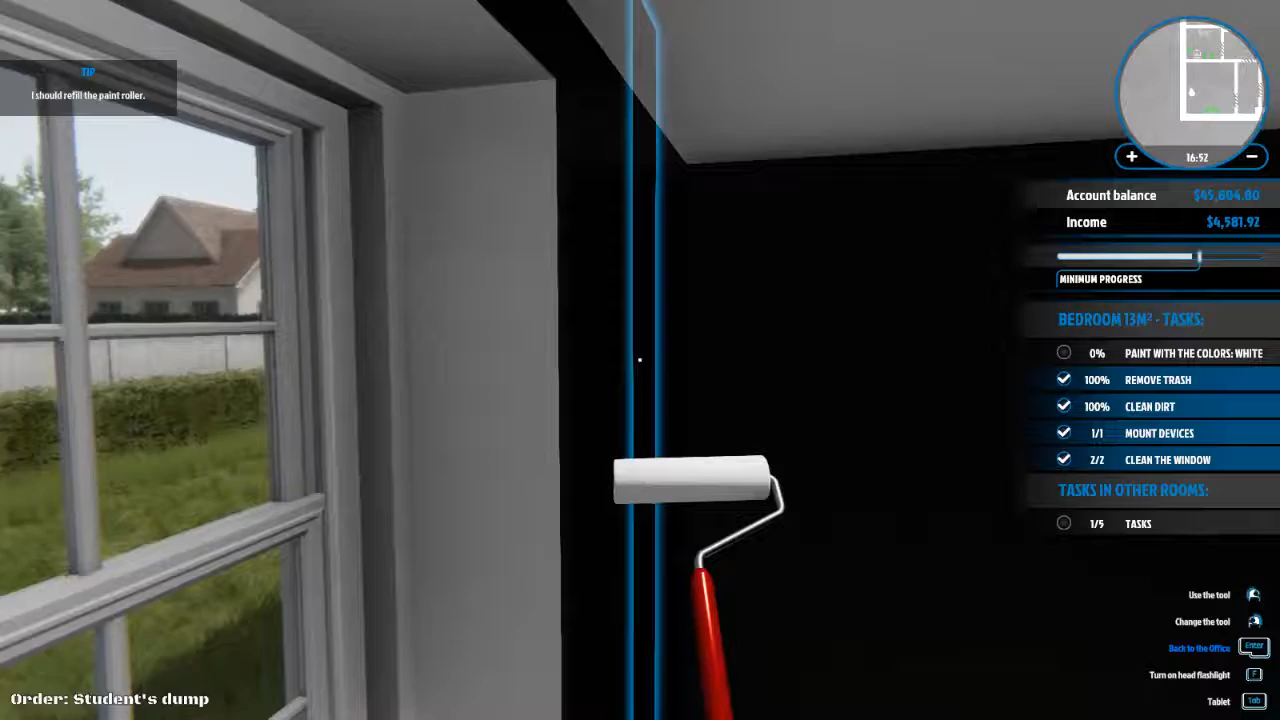 TIP
I should refill the paint roller.
+
16:52
−
Account balance
$45,604.80
Income
$4,581.92
MINIMUM PROGRESS
BEDROOM 13M² - TASKS:
0% PAINT WITH THE COLORS: WHITE
100% REMOVE TRASH
100% CLEAN DIRT
1/1 MOUNT DEVICES
2/2 CLEAN THE WINDOW
TASKS IN OTHER ROOMS:
1/5 TASKS
Use the tool
Change the tool
Back to the Office Enter
Turn on head flashlight F
Tablet Tab
Order: Student's dump